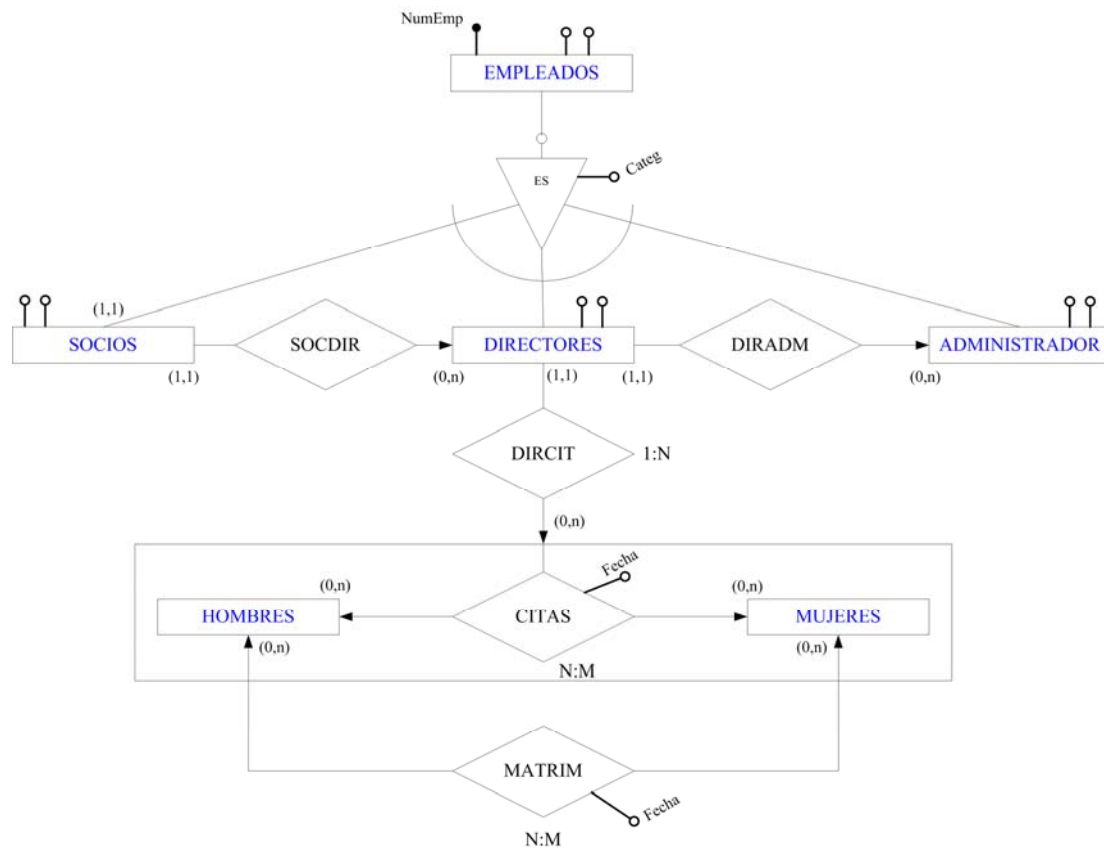 NumEmp
EMPLEADOS
ES
Categ
(1,1)
SOCIOS
SOCDIR
DIRECTORES
DIRADM
ADMINISTRADOR
(1,1)
(0,n)
(1,1)
(1,1)
(0,n)
DIRCIT
1:N
(0,n)
Fecha
(0,n)
(0,n)
HOMBRES
CITAS
MUJERES
(0,n)
(0,n)
N:M
MATRIM
Fecha
N:M